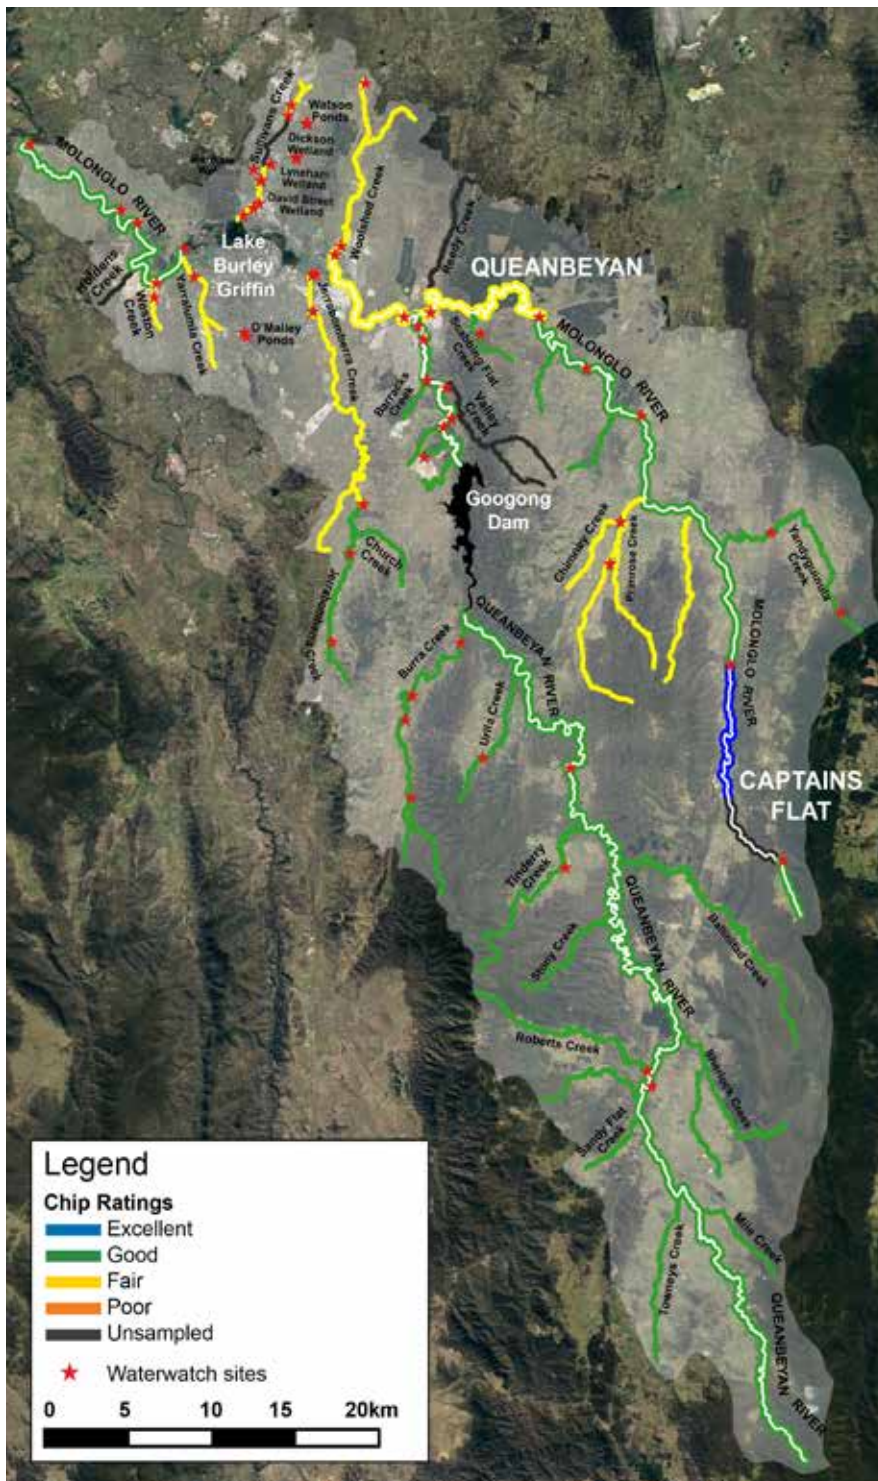 Sullivans Creek
Watson
Ponds
Dickson
Wetland
Lyneham
Wetland
David Street
Wetland
MOLONGLO RIVER
Woolshed Creek
Reedy Creek
Lake
Burley
Griffin
QUEANBEYAN
Weston
Creek
Yarralumla Creek
O'Malley
Ponds
Jerrabomberra Creek
Barracks
Creek
Valley
Creek
MOLONGLO RIVER
Googong
Dam
Church
Creek
Jerrabomberra Creek
Primrose Creek
Yandyguinula
Creek
QUEANBEYAN RIVER
Burra Creek
Urila Creek
MOLONGLO RIVER
CAPTAINS
FLAT
Tinderry
Creek
Stony Creek
QUEANBEYAN RIVER
Ballinafad Creek
Roberts Creek
Sandy Flat
Creek
Towneys Creek
Mile Creek
QUEANBEYAN RIVER
Legend
Chip Ratings
Excellent
Good
Fair
Poor
Unsampled
Waterwatch sites
0 5 10 15 20km